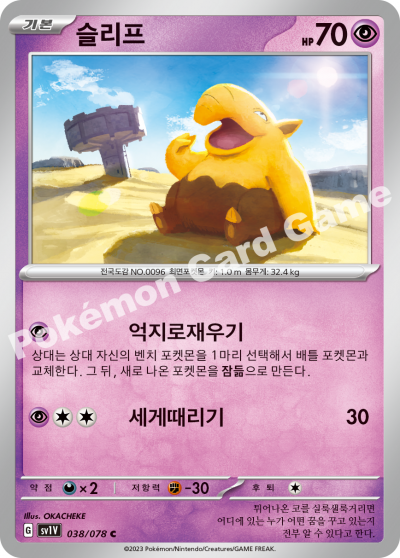 기본 슬리프 HP 70
전국도감 NO.0096 최면포켓몬 키: 1.0 m 몸무게: 32.4 kg
Pokémon Card Game
억지로재우기
상대는 상대 자신의 벤치 포켓몬을 1마리 선택해서 배틀 포켓몬과
교체한다. 그 뒤, 새로 나온 포켓몬을 잠듦으로 만든다.
세게때리기 30
약점 ×2 저항력 -30 후퇴
Illus. OKACHEKE
G sv1V 038/078 C
튀어나온 코를 실룩실룩거리면
어디에 있는 누가 어떤 꿈을 꾸고 있는지
전부 알 수 있다고 한다.
©2023 Pokémon/Nintendo/Creatures/GAME FREAK.